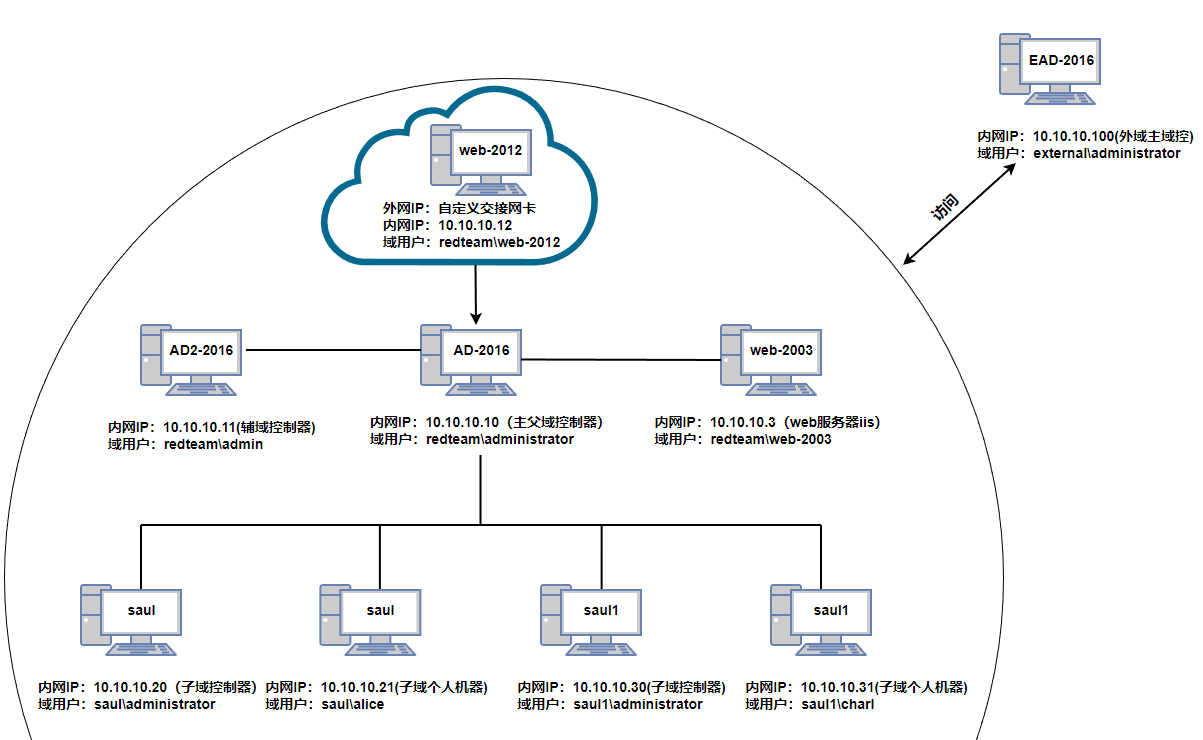 EAD-2016
内网IP：10.10.10.100(外域主域控)
域用户：external\administrator
访问
web-2012
外网IP：自定义交接网卡
内网IP：10.10.10.12
域用户：redteam\web-2012
AD2-2016
AD-2016
web-2003
内网IP：10.10.10.11(辅域控制器)
域用户：redteam\admin
内网IP：10.10.10.10（主父域控制器）
域用户：redteam\administrator
内网IP：10.10.10.3（web服务器iis）
域用户：redteam\web-2003
saul
saul
saul1
saul1
内网IP：10.10.10.20（子域控制器）
域用户：saul\administrator
内网IP：10.10.10.21(子域个人机器)
域用户：saul\alice
内网IP：10.10.10.30(子域控制器)
域用户：saul1\administrator
内网IP：10.10.10.31(子域个人机器)
域用户：saul1\charl